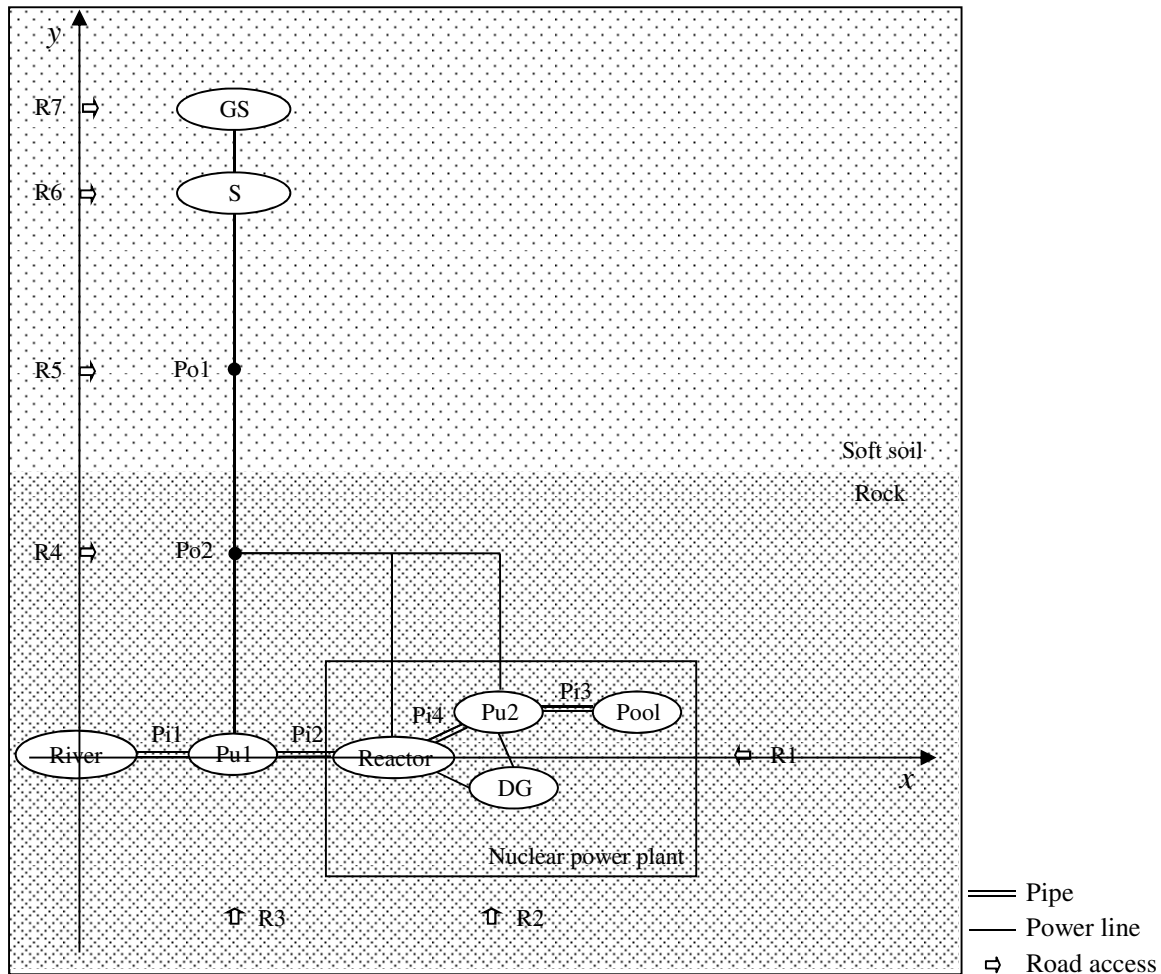 y
R7
GS
R6
S
R5
Po1
Soft soil
Rock
R4
Po2
Pi4
Pu2
Pi3
Pool
River
Pi1
Pu1
Pi2
Reactor
R1
x
DG
Nuclear power plant
R3
R2
Pipe
Power line
Road access